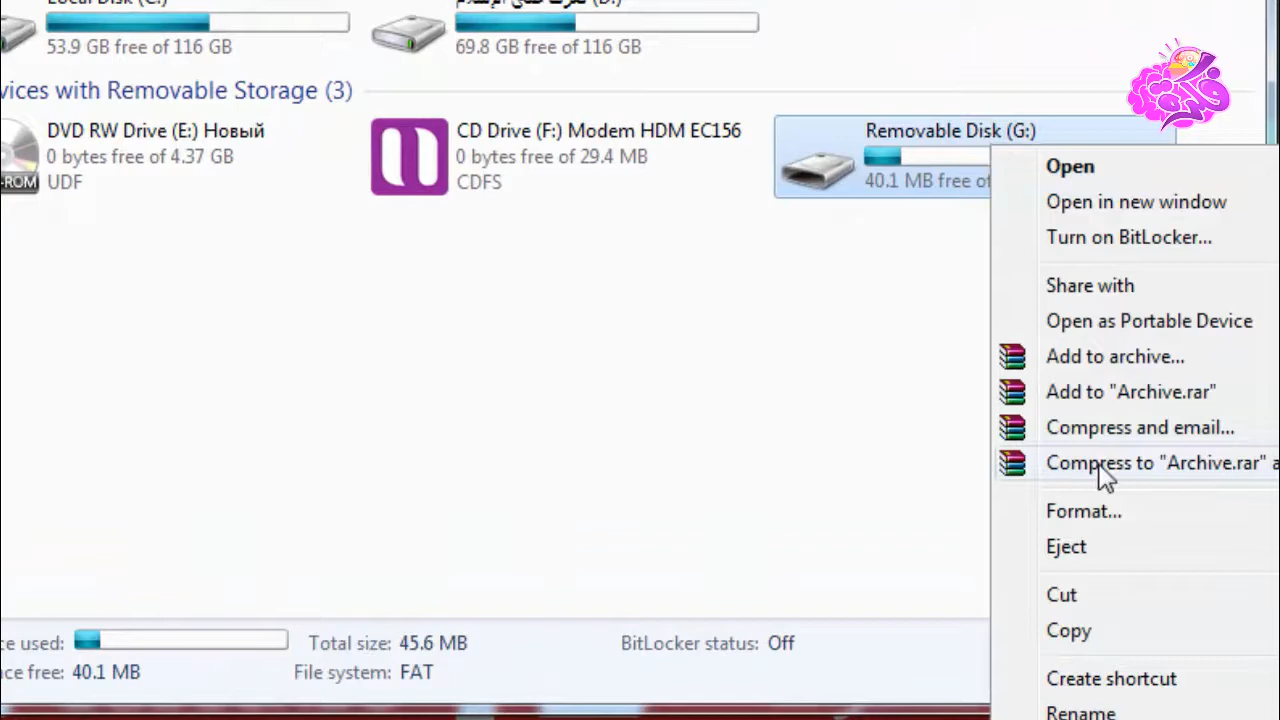 Local Disk (C:)
53.9 GB free of 116 GB
(D:)
69.8 GB free of 116 GB
vices with Removable Storage (3)
DVD RW Drive (E:) Новый
0 bytes free of 4.37 GB
UDF
-ROM
CD Drive (F:) Modem HDM EC156
0 bytes free of 29.4 MB
CDFS
Removable Disk (G:)
40.1 MB free of
Open
Open in new window
Turn on BitLocker...
Share with
Open as Portable Device
Add to archive...
Add to "Archive.rar"
Compress and email...
Compress to "Archive.rar" a
Format...
Eject
Cut
Copy
Create shortcut
Rename
ce used:
Total size: 45.6 MB
BitLocker status: Off
ace free: 40.1 MB
File system: FAT